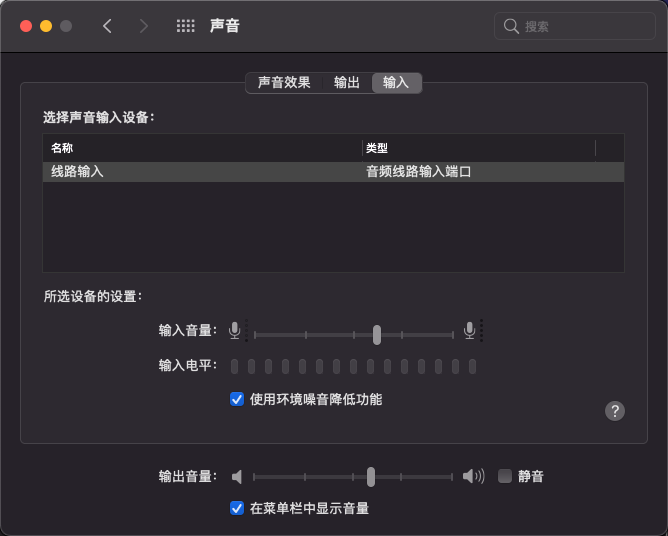 声音
搜索
声音效果 输出 输入
选择声音输入设备：
名称 类型
线路输入 音频线路输入端口
所选设备的设置：
输入音量：
输入电平：
使用环境噪音降低功能
?
输出音量： 静音
在菜单栏中显示音量